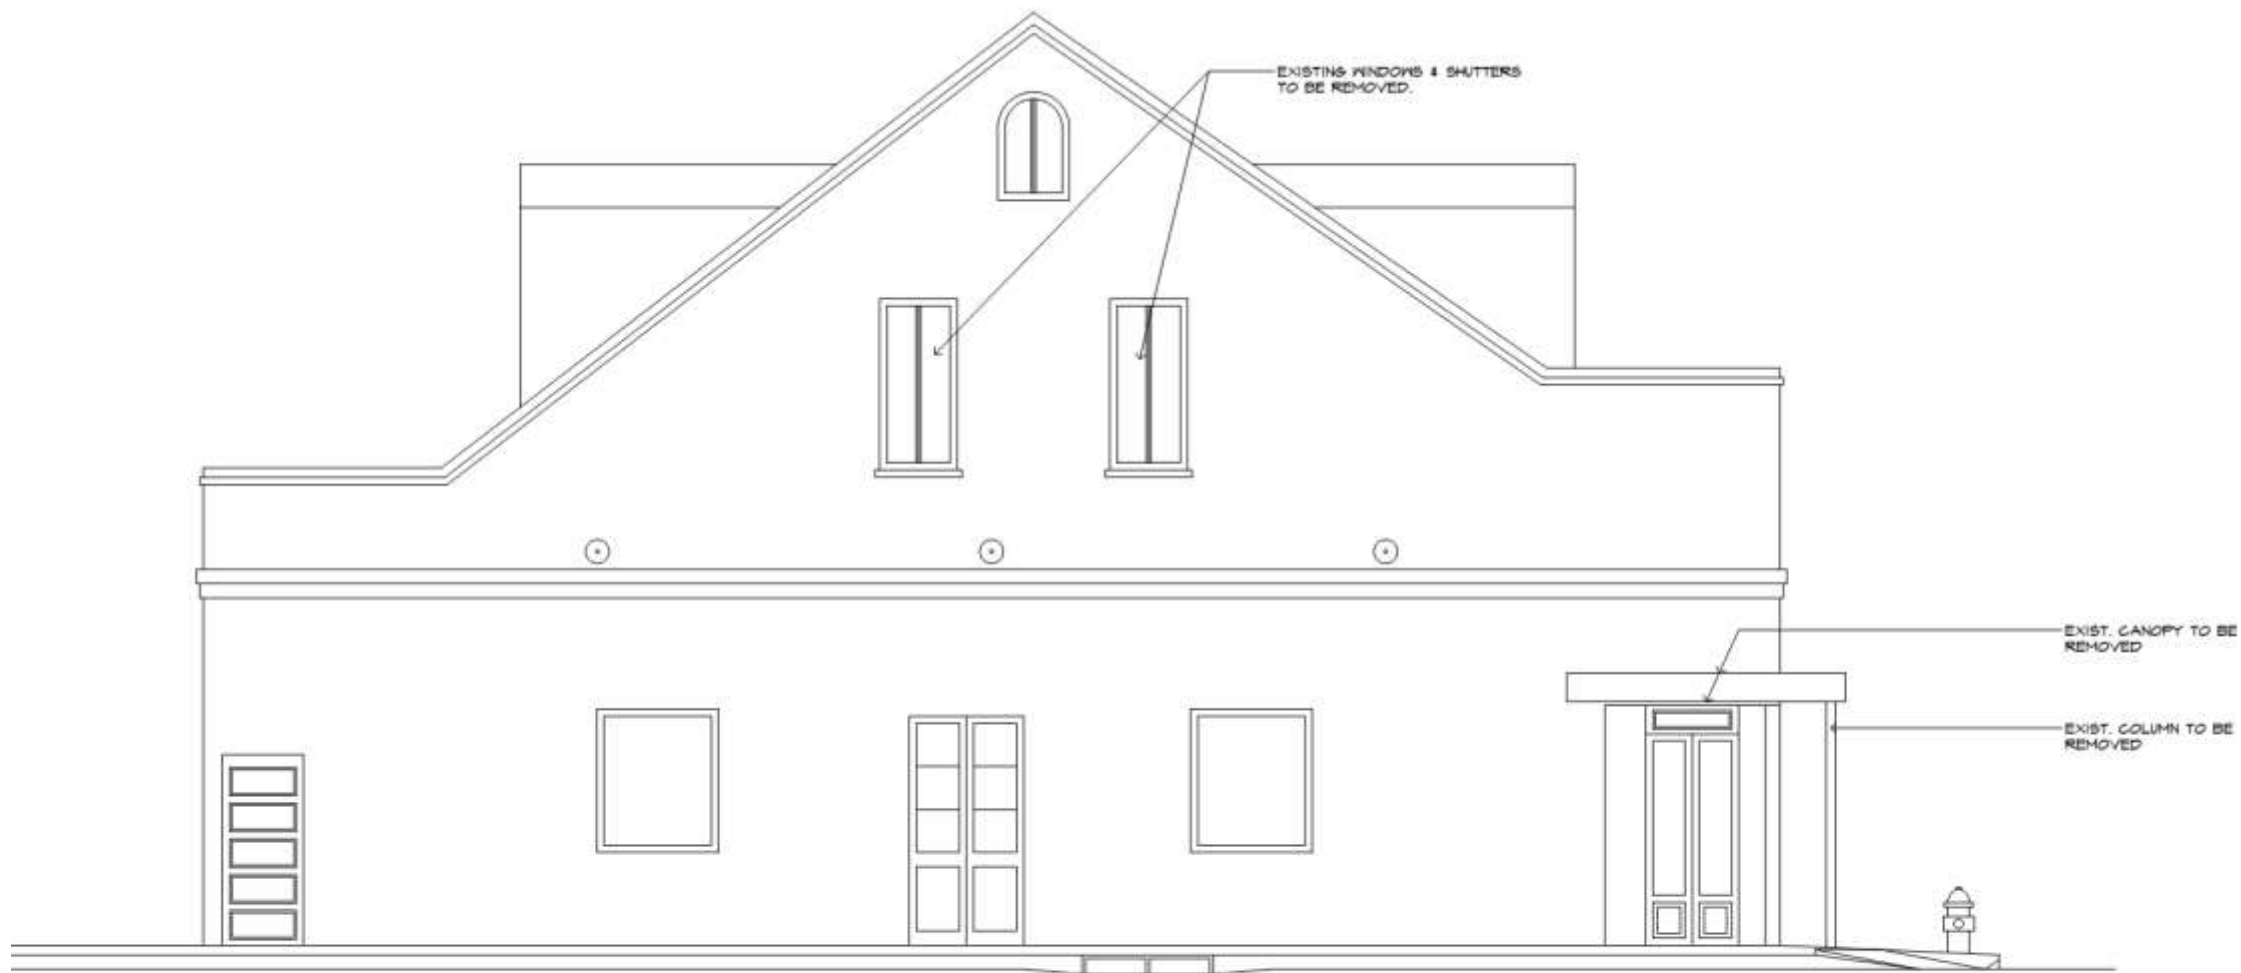 EXISTING WINDOWS & SHUTTERS
TO BE REMOVED.
EXIST. CANOPY TO BE
REMOVED
EXIST. COLUMN TO BE
REMOVED